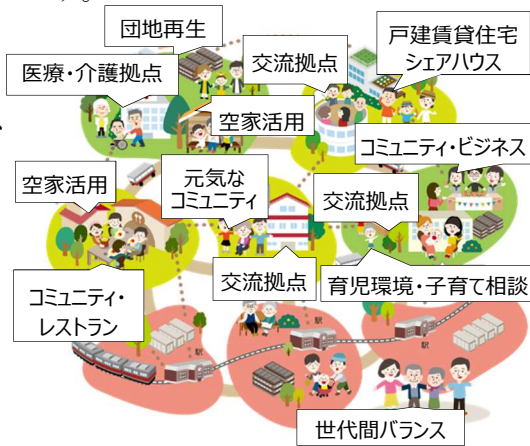 団地再生
医療・介護拠点
交流拠点
戸建賃貸住宅
シェアハウス
空家活用
コミュニティ・ビジネス
空家活用
元気な
コミュニティ
交流拠点
交流拠点
育児環境・子育て相談
コミュニティ・
レストラン
駅
駅
駅
世代間バランス